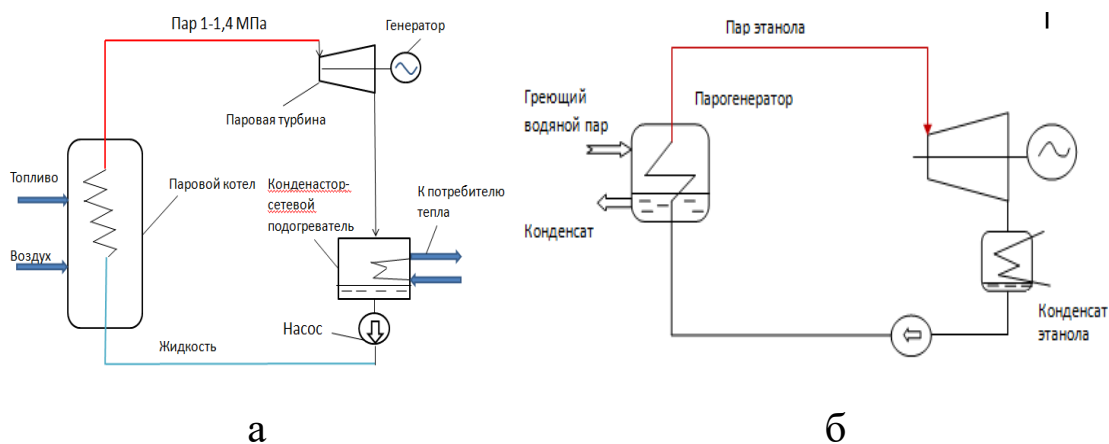 Пар 1-1,4 МПа
Генератор
Паровая турбина
Топливо
Паровой котел
Воздух
Конденастор-
сетевой
подогреватель
К потребителю
тепла
Насос
Жидкость
а
Пар этанола
Греющий
водяной пар
Парогенератор
Конденсат
Конденсат
этанола
б